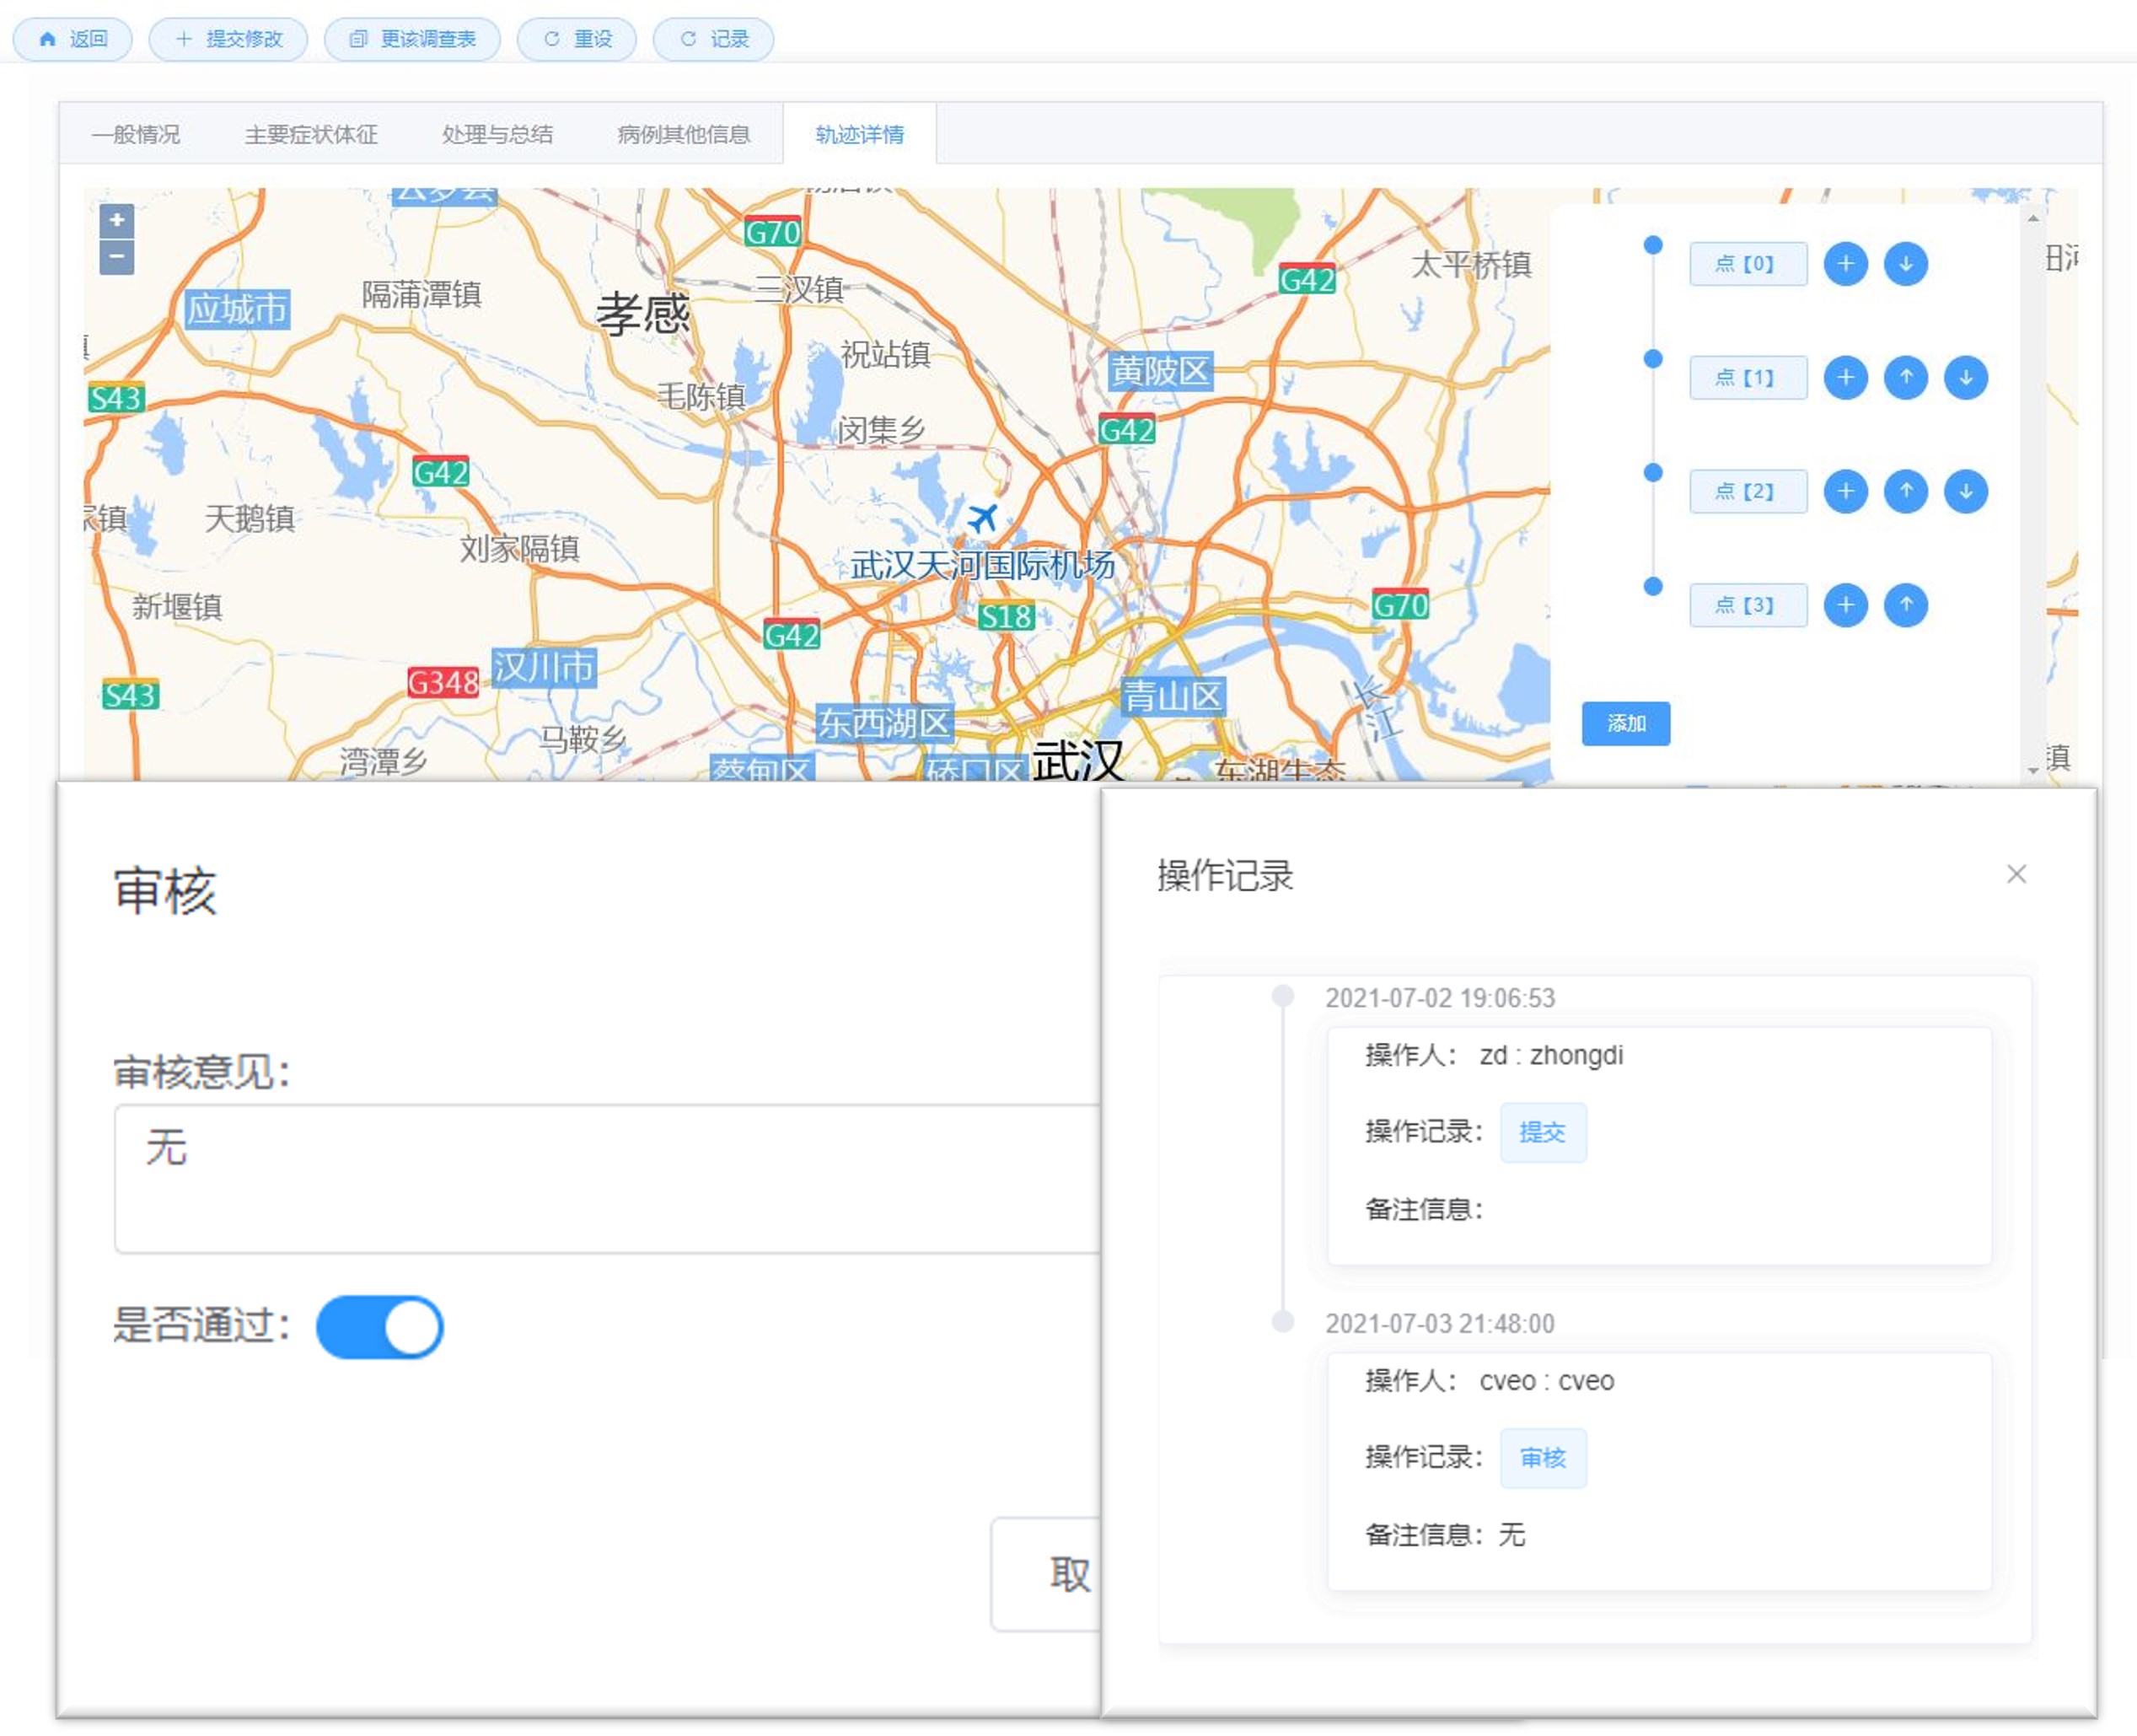 返回 提交修改 更该调查表 重设 记录
一般情况 主要症状体征 处理与总结 病例其他信息 轨迹详情
+
−
G70
G42
太平桥镇
隔蒲潭镇
三汊镇
应城市
孝感
祝站镇
黄陂区
毛陈镇
S43
闵集乡
G42
G42
天鹅镇
刘家隔镇
武汉天河国际机场
新堰镇
S18
G70
G42
汉川市
G348
S43
青山区
长江
东西湖区
马鞍乡
湾潭乡
武汉
蔡甸区
硚口区
东湖生态
镇
点【0】
点【1】
点【2】
点【3】
添加
审核
审核意见：
无
是否通过：
取
操作记录
2021-07-02 19:06:53
操作人： zd : zhongdi
操作记录： 提交
备注信息：
2021-07-03 21:48:00
操作人： cveo : cveo
操作记录： 审核
备注信息：无